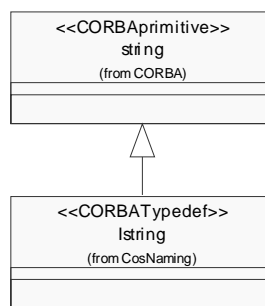 <<CORBAprimitive>>
string
(from CORBA)
<<CORBATypedef>>
Istring
(from CosNaming)